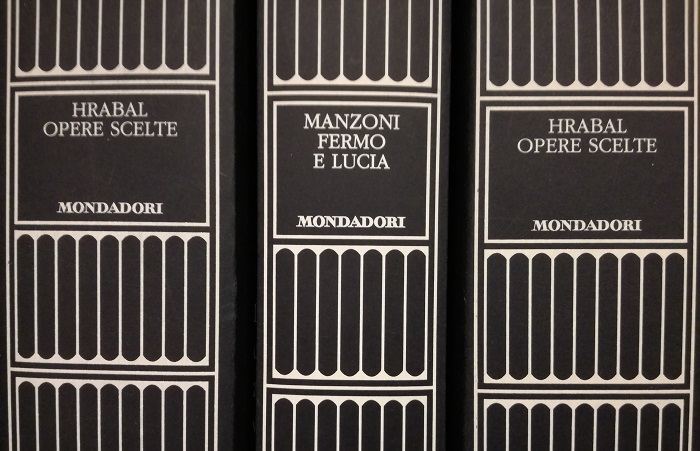 HRABAL
OPERE SCELTE
MONDADORI
MANZONI
FERMO
E LUCIA
MONDADORI
HRABAL
OPERE SCELTE
MONDADORI